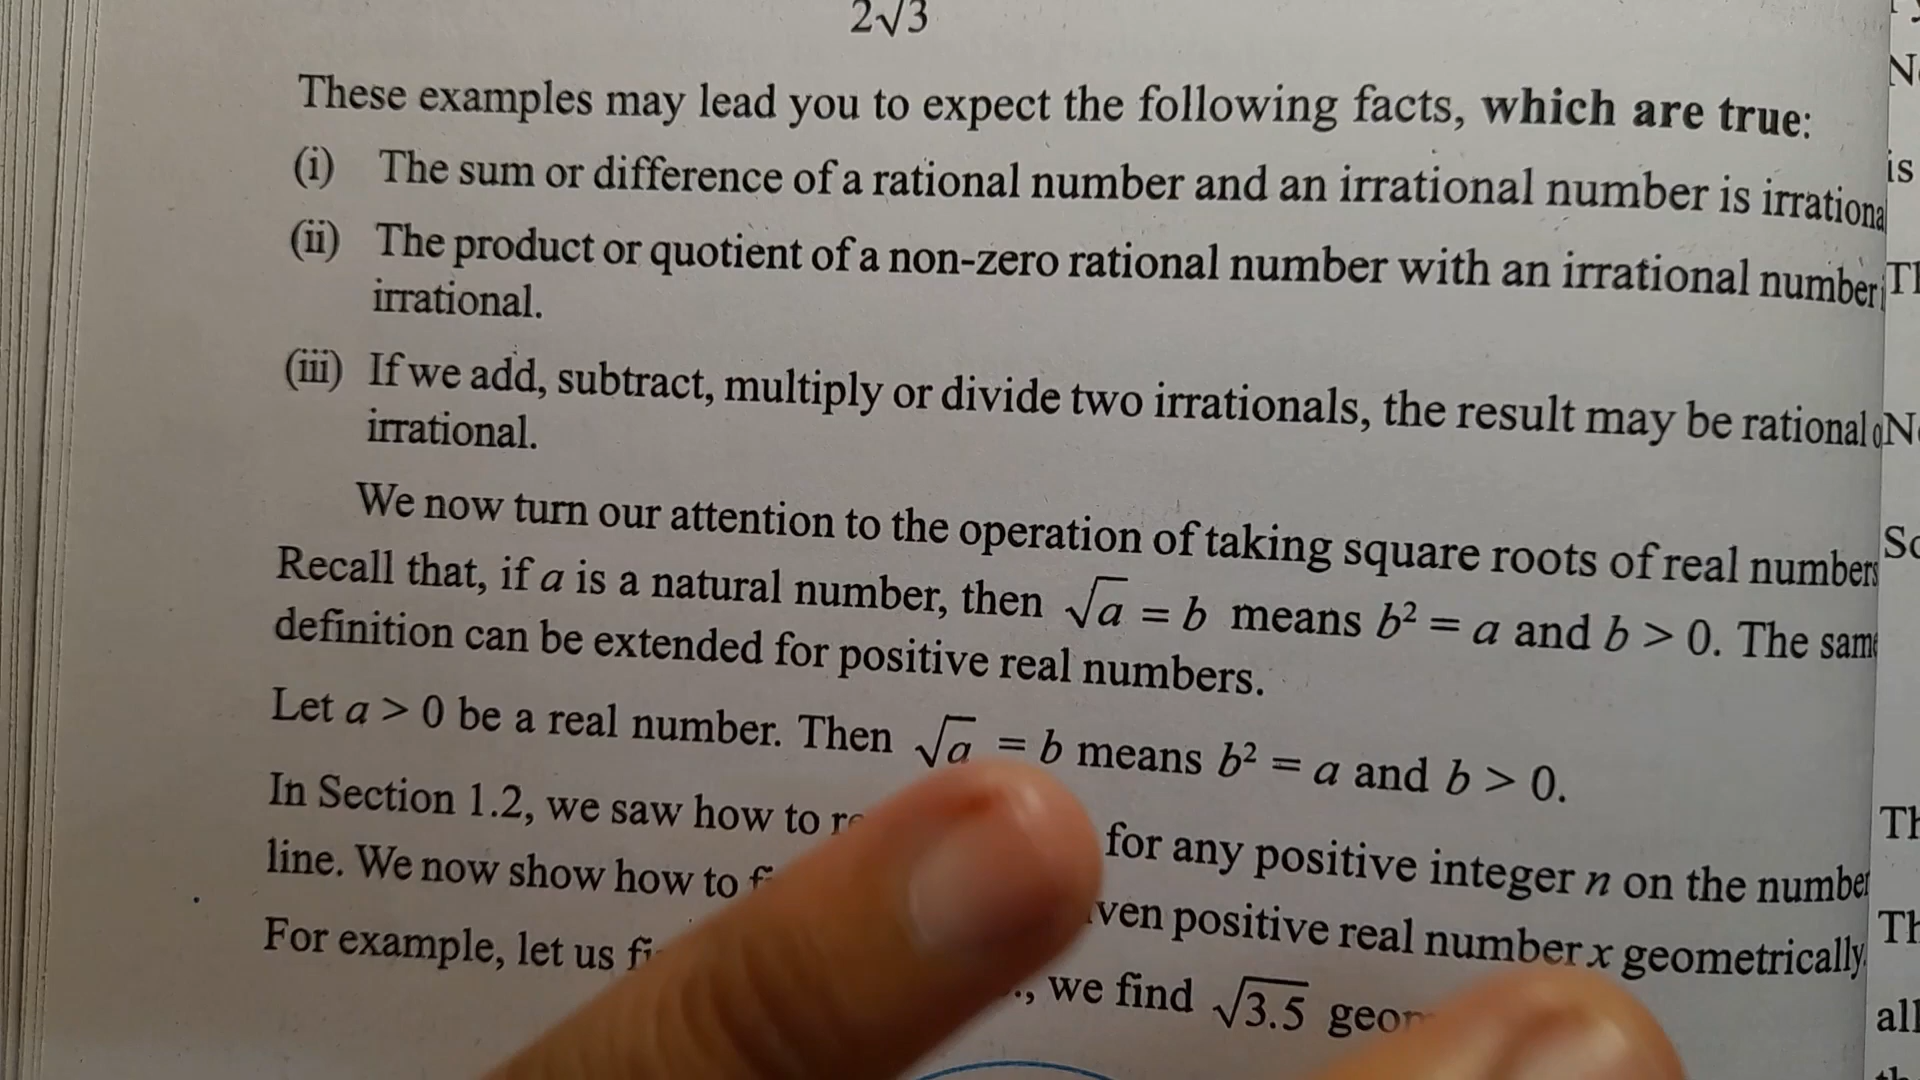 2√3
These examples may lead you to expect the following facts, which are true:
(i) The sum or difference of a rational number and an irrational number is irrationa
(ii) The product or quotient of a non-zero rational number with an irrational number
irrational.
(iii) If we add, subtract, multiply or divide two irrationals, the result may be rational
irrational.
We now turn our attention to the operation of taking square roots of real numbers
Recall that, if a is a natural number, then √a = b means b² = a and b > 0. The same
definition can be extended for positive real numbers.
Let a > 0 be a real number. Then √a = b means b² = a and b > 0.
In Section 1.2, we saw how to for any positive integer n on the number
line. We now show how to positive real number x geometrically.
For example, let us we find √3.5
is
all